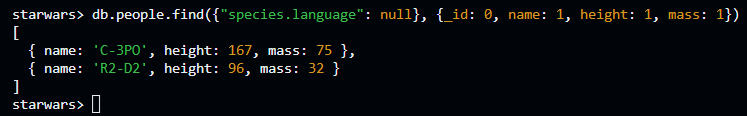 starwars> db.people.find({"species.language": null}, {_id: 0, name: 1, height: 1, mass: 1})
[
  { name: 'C-3PO', height: 167, mass: 75 },
  { name: 'R2-D2', height: 96, mass: 32 }
]
starwars>